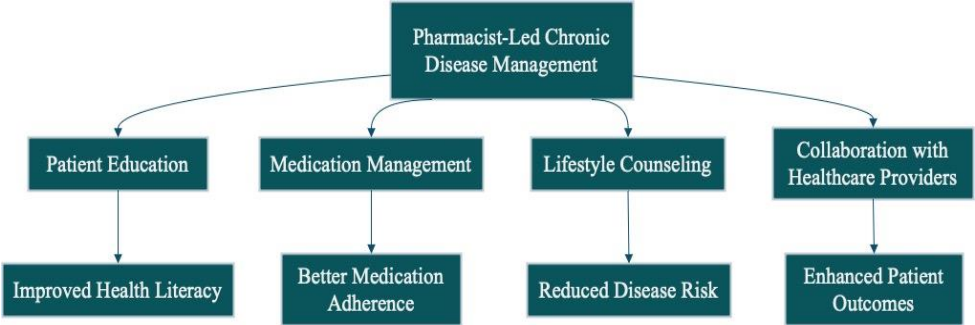 Pharmacist-Led Chronic
Disease Management
Patient Education
Medication Management
Lifestyle Counseling
Collaboration with
Healthcare Providers
Improved Health Literacy
Better Medication
Adherence
Reduced Disease Risk
Enhanced Patient
Outcomes